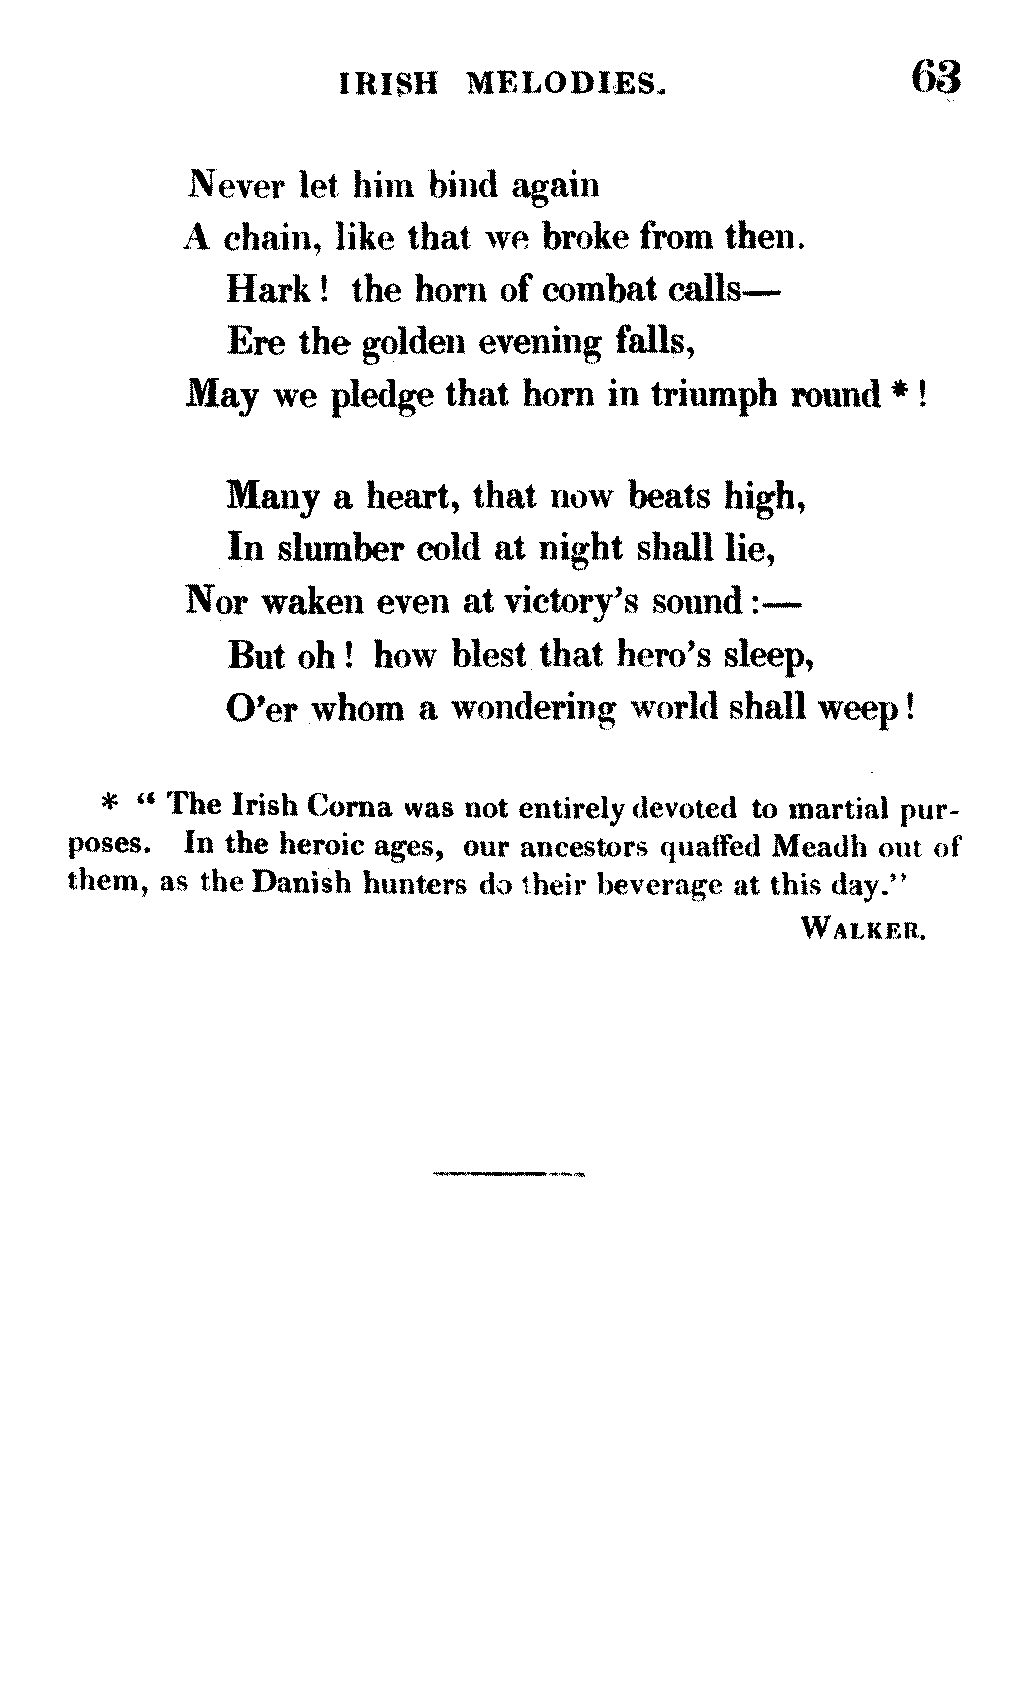 IRISH MELODIES. 63
Never let him bind again
A chain, like that we broke from then.
Hark! the horn of combat calls—
Ere the golden evening falls,
May we pledge that horn in triumph round *!
Many a heart, that now beats high,
In slumber cold at night shall lie,
Nor waken even at victory's sound:—
But oh! how blest that hero's sleep,
O'er whom a wondering world shall weep!
* “ The Irish Corna was not entirely devoted to martial pur-
poses. In the heroic ages, our ancestors quaffed Meadh out of
them, as the Danish hunters do their beverage at this day.”
WALKER.